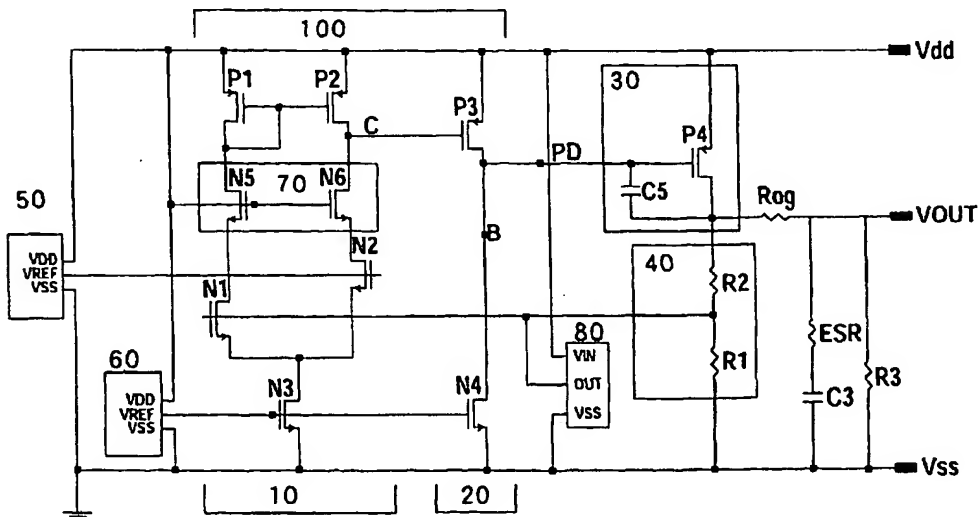 100
Vdd
P1
P2
P3
30
P4
C
PD
C5
50
N5
70
N6
Rog
VOUT
B
VDD
VREF
VSS
N2
40
R2
N1
80
VIN
OUT
VSS
R1
ESR
R3
C3
60
VDD
VREF
VSS
N3
N4
Vss
10
20